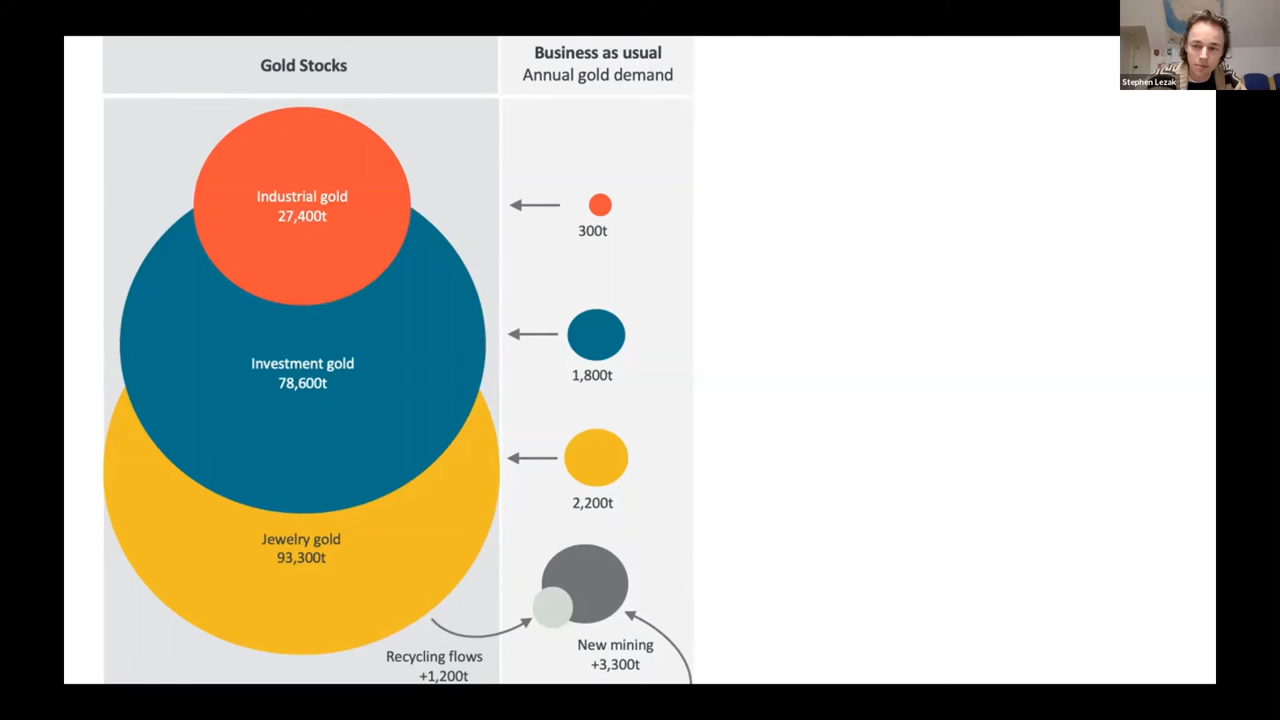 Gold Stocks
Business as usual
Annual gold demand
Industrial gold
27,400t
300t
Investment gold
78,600t
1,800t
2,200t
Jewelry gold
93,300t
Recycling flows
+1,200t
New mining
+3,300t
Stephen Lezak